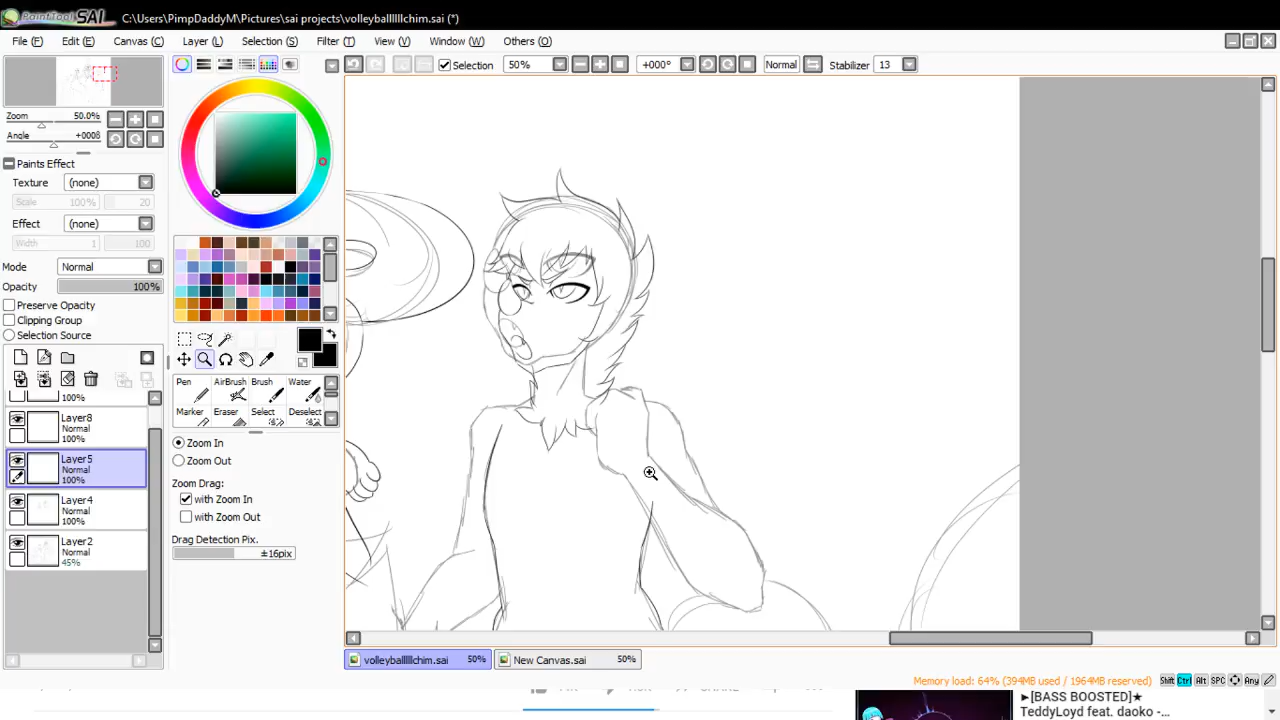 PaintTool SAI C:\Users\PimpDaddyM\Pictures\sai projects\volleyballlllchim.sai (*)
File (F) Edit (E) Canvas (C) Layer (L) Selection (S) Filter (T) View (V) Window (W) Others (O)
Selection 50% +000° Normal Stabilizer 13
Zoom 50.0%
Angle +000ß
Paints Effect
Texture (none)
Scale 100% 20
Effect (none)
Width 1 100
Mode Normal
Opacity 100%
Preserve Opacity
Clipping Group
Selection Source
100%
Layer8
Normal
100%
Layer5
Normal
100%
Layer4
Normal
100%
Layer2
Normal
45%
Pen AirBrush Brush Water
Marker Eraser Select Deselect
Zoom In
Zoom Out
Zoom Drag:
with Zoom In
with Zoom Out
Drag Detection Pix.
±16pix
volleyballlllchim.sai 50% New Canvas.sai 50%
Memory load: 64% (394MB used / 1964MB reserved) Shift Ctrl Alt SPC Any
►[BASS BOOSTED]★
TeddyLoyd feat. daoko -...